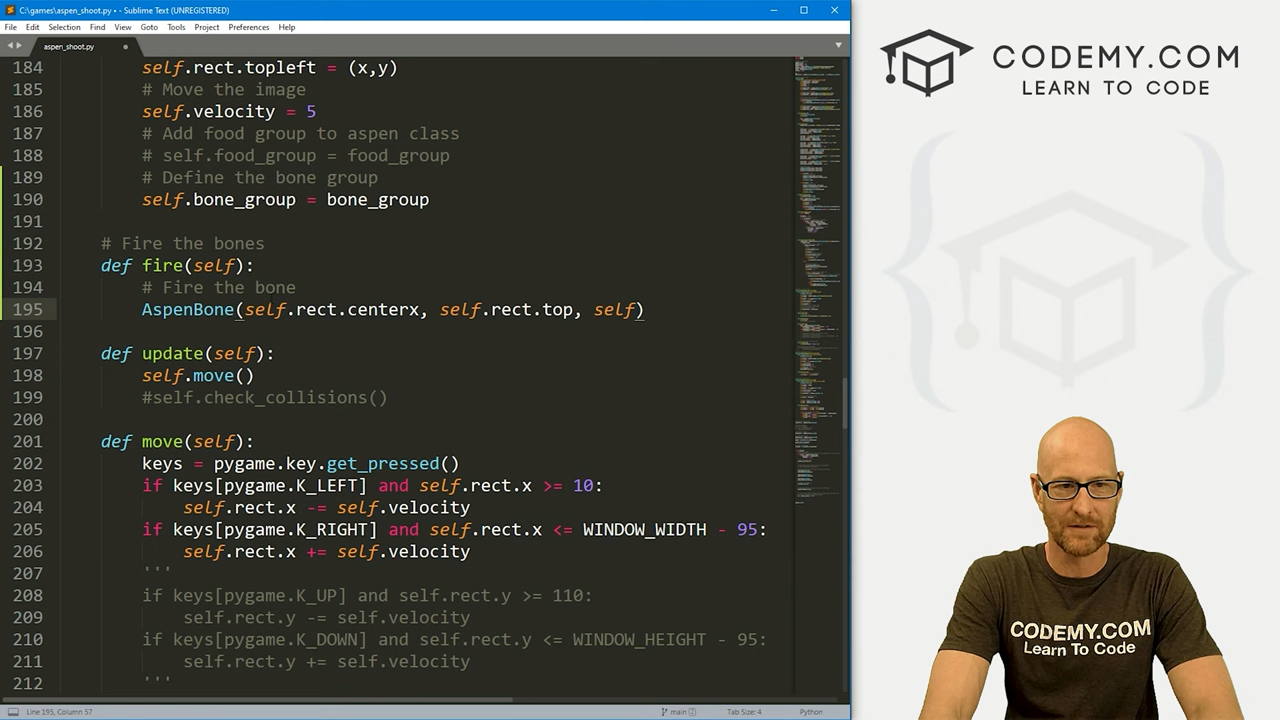 C:\games\aspen_shoot.py • - Sublime Text (UNREGISTERED)
File Edit Selection Find View Goto Tools Project Preferences Help
aspen_shoot.py
184 self.rect.topleft = (x,y)
185 # Move the image
186 self.velocity = 5
187 # Add food group to aspen class
188 # self.food_group = food_group
189 # Define the bone group
190 self.bone_group = bone_group
191
192 # Fire the bones
193 def fire(self):
194 # Fire the bone
195 AspenBone(self.rect.centerx, self.rect.top, self)
196
197 def update(self):
198 self.move()
199 #self.check_collisions()
200
201 def move(self):
202 keys = pygame.key.get_pressed()
203 if keys[pygame.K_LEFT] and self.rect.x >= 10:
204 self.rect.x -= self.velocity
205 if keys[pygame.K_RIGHT] and self.rect.x <= WINDOW_WIDTH - 95:
206 self.rect.x += self.velocity
207 '''
208 if keys[pygame.K_UP] and self.rect.y >= 110:
209 self.rect.y -= self.velocity
210 if keys[pygame.K_DOWN] and self.rect.y <= WINDOW_HEIGHT - 95:
211 self.rect.y += self.velocity
212 '''
Line 195, Column 57 main 2 Tab Size: 4 Python
CODEMY.COM
LEARN TO CODE
CODEMY.COM
Learn To Code